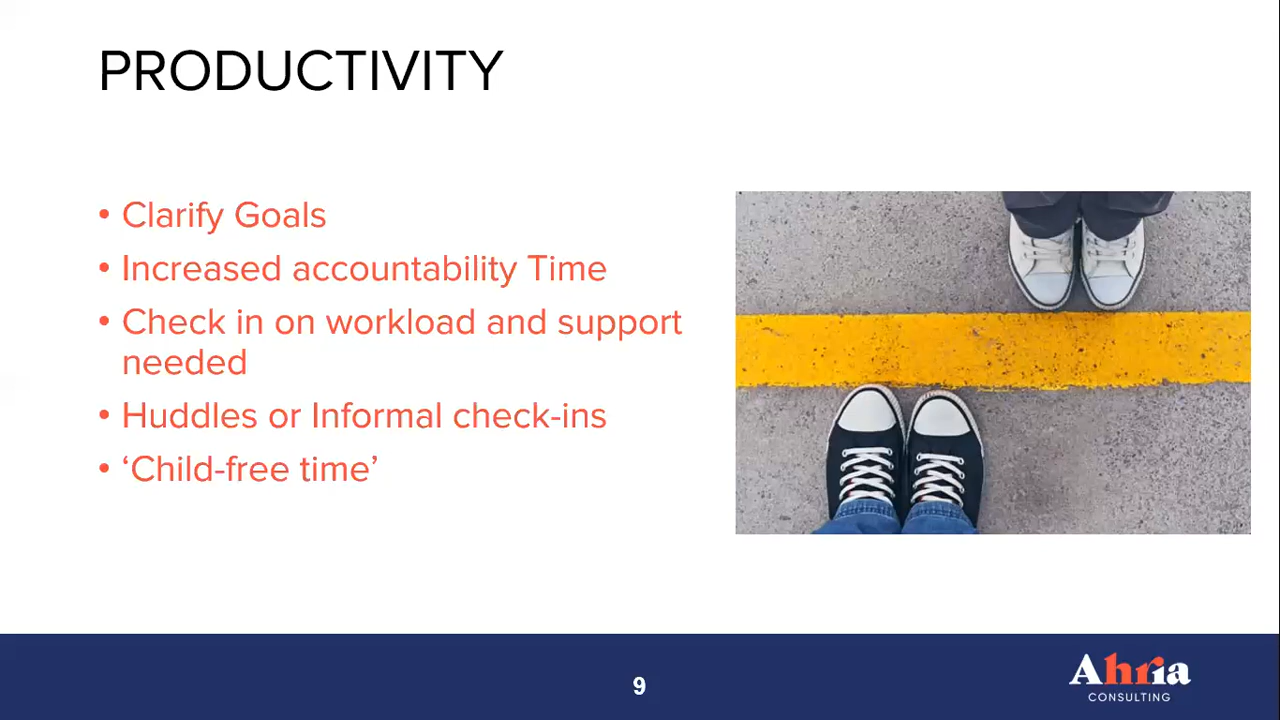 PRODUCTIVITY
• Clarify Goals
• Increased accountability Time
• Check in on workload and support
needed
• Huddles or Informal check-ins
• ‘Child-free time’
9
Ahria
CONSULTING